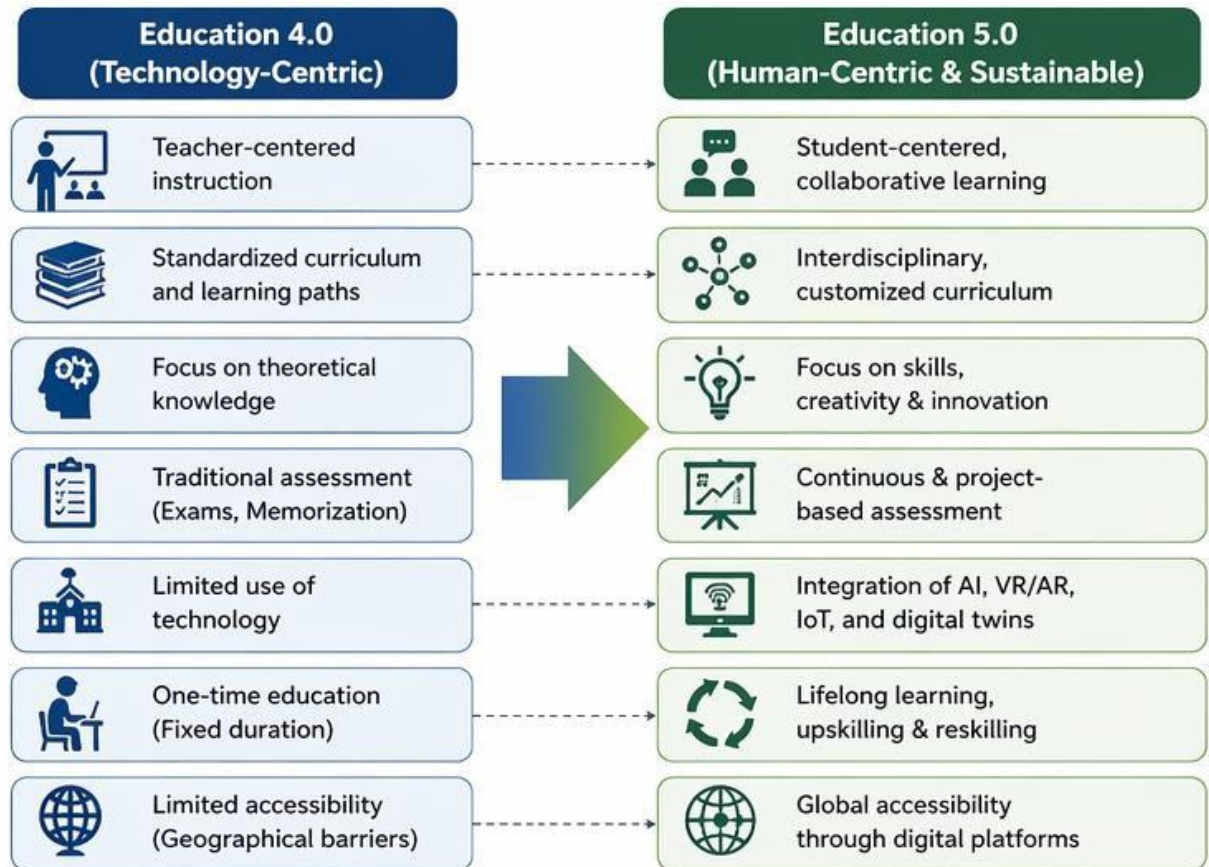 Education 4.0
(Technology-Centric)
Education 5.0
(Human-Centric & Sustainable)
Teacher-centered
instruction
Student-centered,
collaborative learning
Standardized curriculum
and learning paths
Interdisciplinary,
customized curriculum
Focus on theoretical
knowledge
Focus on skills,
creativity & innovation
Traditional assessment
(Exams, Memorization)
Continuous & project-
based assessment
Limited use of
technology
Integration of AI, VR/AR,
IoT, and digital twins
One-time education
(Fixed duration)
Lifelong learning,
upskilling & reskilling
Limited accessibility
(Geographical barriers)
Global accessibility
through digital platforms